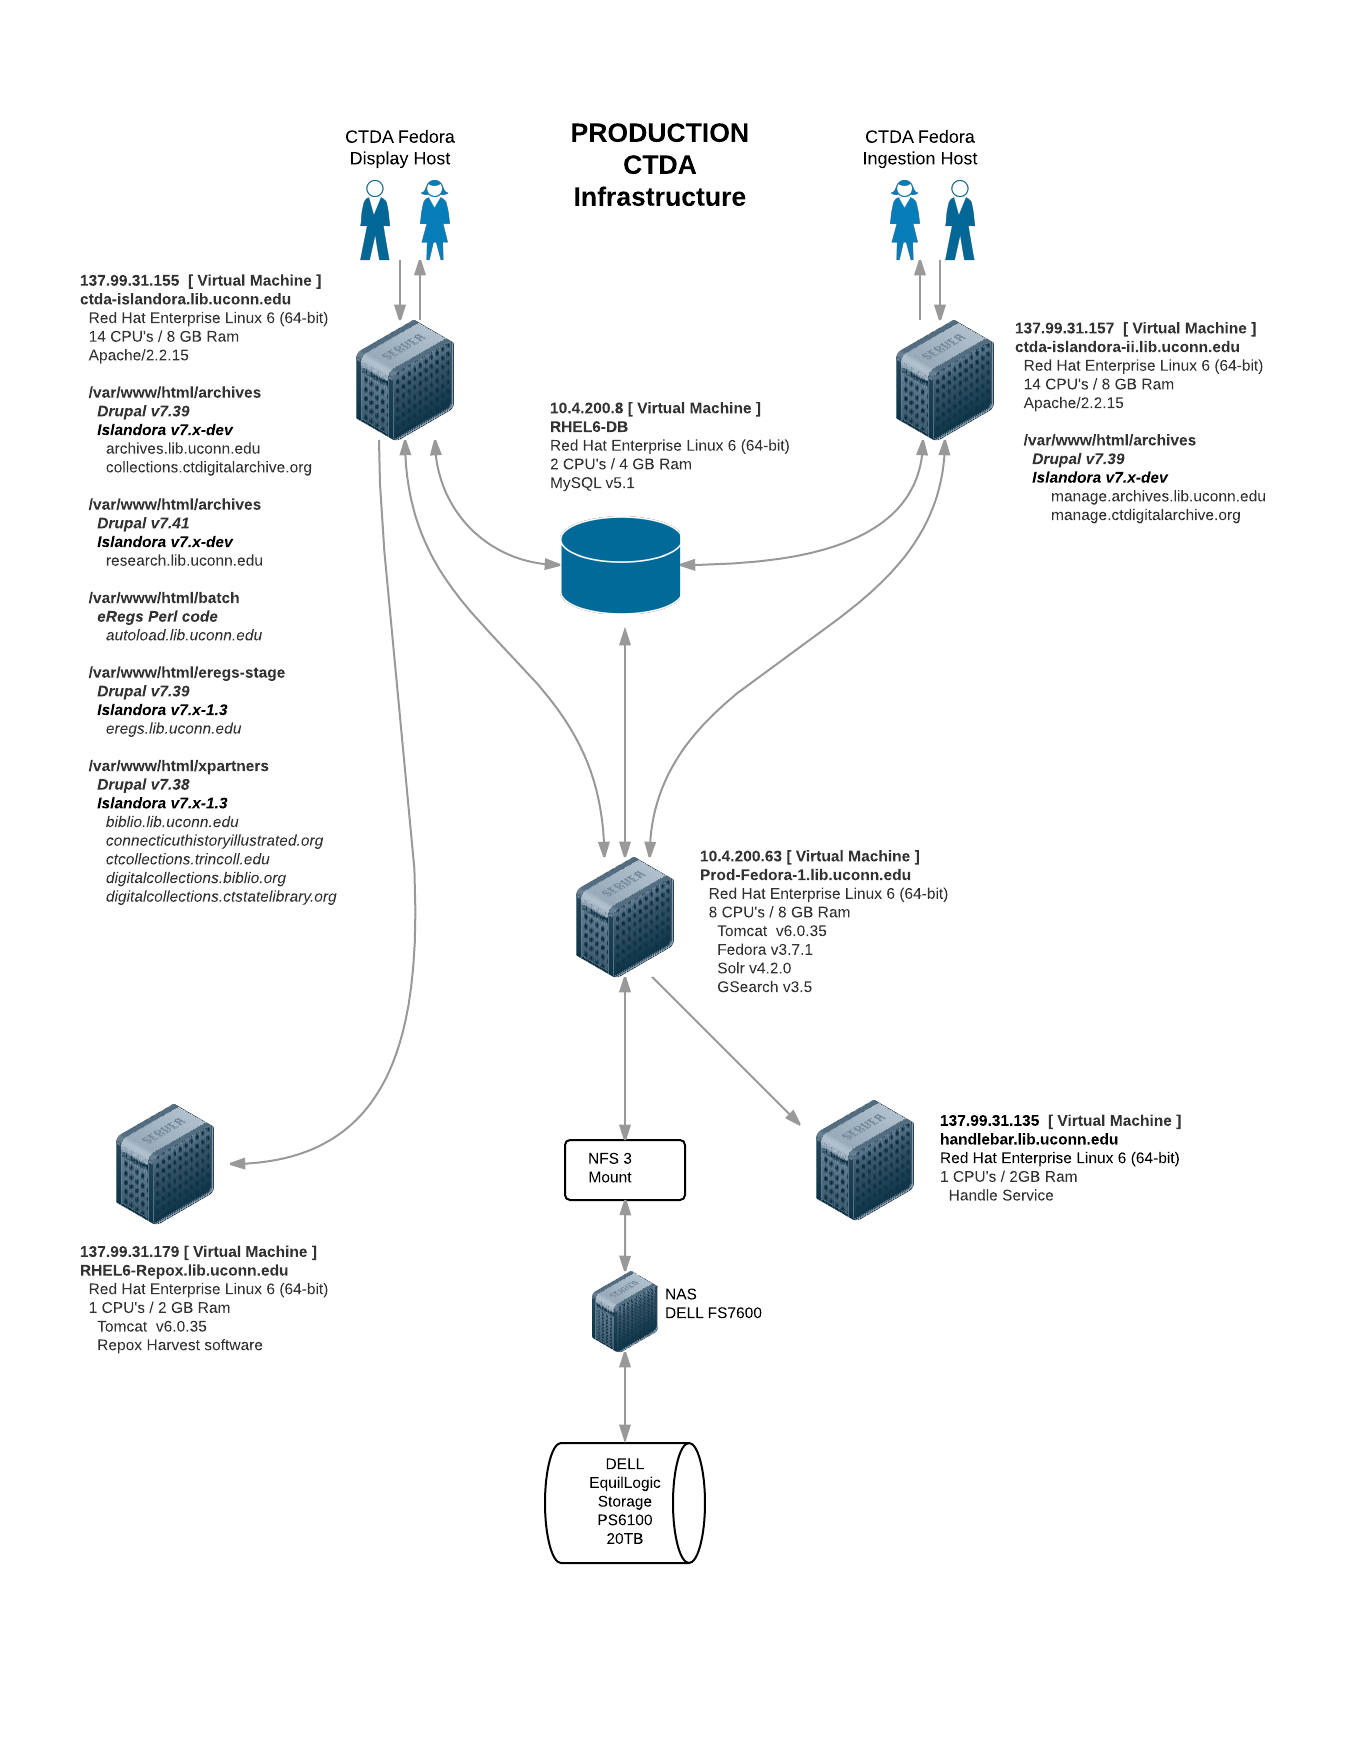 PRODUCTION
CTDA
Infrastructure
CTDA Fedora
Display Host
CTDA Fedora
Ingestion Host
137.99.31.155  [ Virtual Machine ]
ctda-islandora.lib.uconn.edu
Red Hat Enterprise Linux 6 (64-bit)
14 CPU's / 8 GB Ram
Apache/2.2.15
/var/www/html/archives
Drupal v7.39
Islandora v7.x-dev
archives.lib.uconn.edu
collections.ctdigitalarchive.org
/var/www/html/archives
Drupal v7.41
Islandora v7.x-dev
research.lib.uconn.edu
/var/www/html/batch
eRegs Perl code
autoload.lib.uconn.edu
/var/www/html/eregs-stage
Drupal v7.39
Islandora v7.x-1.3
eregs.lib.uconn.edu
/var/www/html/xpartners
Drupal v7.38
Islandora v7.x-1.3
biblio.lib.uconn.edu
connecticuthistoryillustrated.org
ctcollections.trincoll.edu
digitalcollections.biblio.org
digitalcollections.ctstatelibrary.org
SERVER
10.4.200.8 [ Virtual Machine ]
RHEL6-DB
Red Hat Enterprise Linux 6 (64-bit)
2 CPU's / 4 GB Ram
MySQL v5.1
SERVER
137.99.31.157  [ Virtual Machine ]
ctda-islandora-ii.lib.uconn.edu
Red Hat Enterprise Linux 6 (64-bit)
14 CPU's / 8 GB Ram
Apache/2.2.15
/var/www/html/archives
Drupal v7.39
Islandora v7.x-dev
manage.archives.lib.uconn.edu
manage.ctdigitalarchive.org
SERVER
10.4.200.63 [ Virtual Machine ]
Prod-Fedora-1.lib.uconn.edu
Red Hat Enterprise Linux 6 (64-bit)
8 CPU's / 8 GB Ram
Tomcat  v6.0.35
Fedora v3.7.1
Solr v4.2.0
GSearch v3.5
SERVER
137.99.31.179 [ Virtual Machine ]
RHEL6-Repox.lib.uconn.edu
Red Hat Enterprise Linux 6 (64-bit)
1 CPU's / 2 GB Ram
Tomcat  v6.0.35
Repox Harvest software
NFS 3
Mount
SERVER
137.99.31.135  [ Virtual Machine ]
handlebar.lib.uconn.edu
Red Hat Enterprise Linux 6 (64-bit)
1 CPU's / 2GB Ram
Handle Service
SERVER
NAS
DELL FS7600
DELL
EquilLogic
Storage
PS6100
20TB